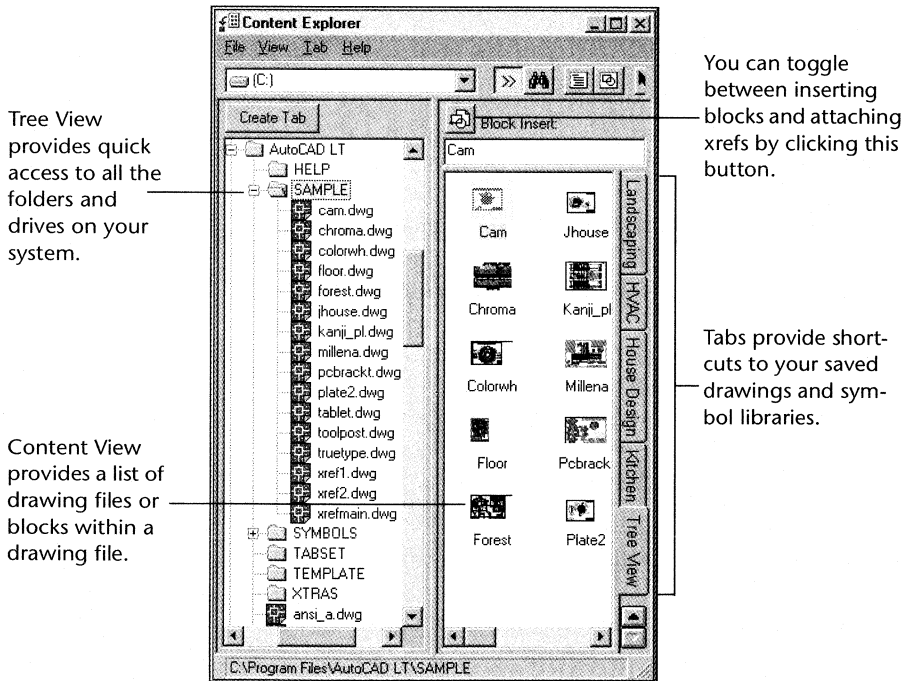 Content Explorer
File View Tab Help
(C:)
Create Tab
Block Insert:
Cam
AutoCAD LT
HELP
SAMPLE
cam.dwg
chroma.dwg
colorwh.dwg
floor.dwg
forest.dwg
jhouse.dwg
kanji_pl.dwg
millena.dwg
pcbrackt.dwg
plate2.dwg
tablet.dwg
toolpost.dwg
truetype.dwg
xref1.dwg
xref2.dwg
xrefmain.dwg
SYMBOLS
TABSET
TEMPLATE
XTRAS
ansi_a.dwg
Cam
Jhouse
Chroma
Kanji_pl
Colorwh
Millena
Floor
Pcbrack
Forest
Plate2
Landscaping
HVAC
House Design
Kitchen
Tree View
C:\Program Files\AutoCAD LT\SAMPLE
Tree View
provides quick
access to all the
folders and
drives on your
system.
Content View
provides a list of
drawing files or
blocks within a
drawing file.
You can toggle
between inserting
blocks and attaching
xrefs by clicking this
button.
Tabs provide short-
cuts to your saved
drawings and sym-
bol libraries.